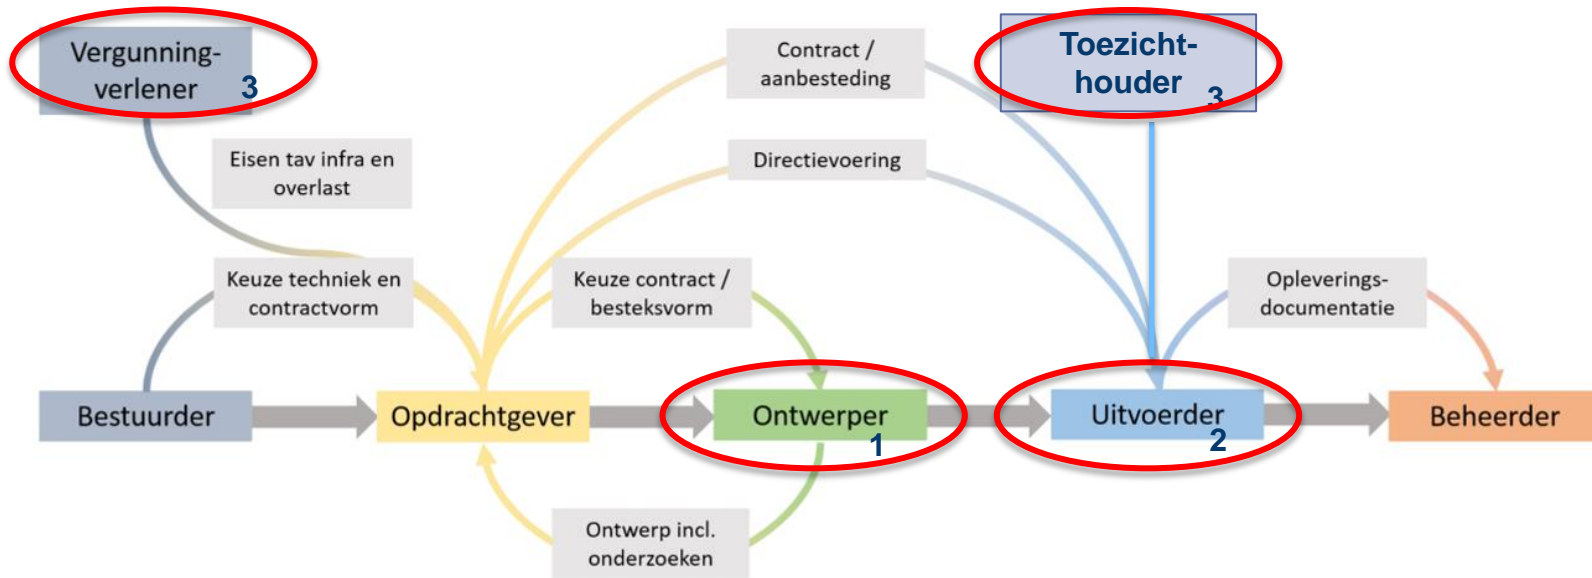 Vergunning-
verlener
3
Contract /
aanbesteding
Toezicht-
houder
3
Eisen tav infra en
overlast
Directievoering
Keuze techniek en
contractvorm
Keuze contract /
besteksvorm
Opleverings-
documentatie
Bestuurder
Opdrachtgever
Ontwerper
1
Uitvoerder
2
Beheerder
Ontwerp incl.
onderzoeken